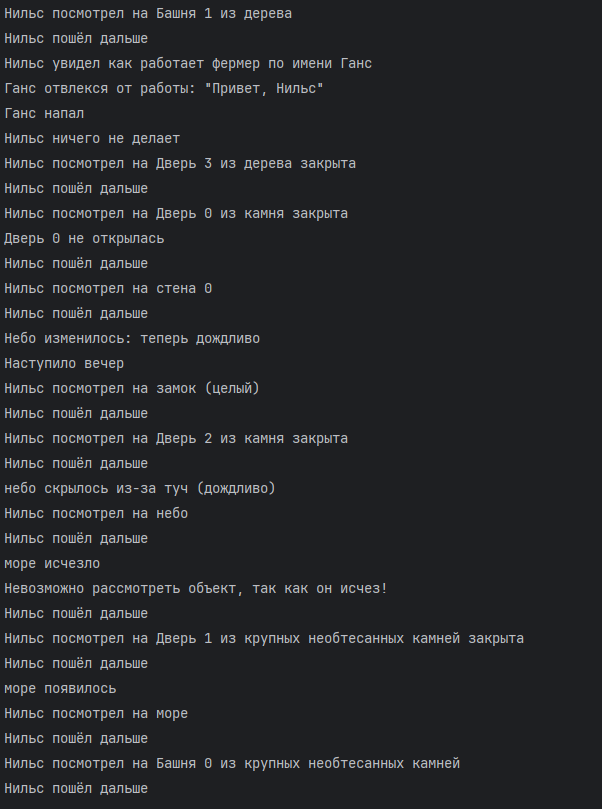 Нильс посмотрел на Башня 1 из дерева
Нильс пошёл дальше
Нильс увидел как работает фермер по имени Ганс
Ганс отвлекся от работы: "Привет, Нильс"
Ганс напал
Нильс ничего не делает
Нильс посмотрел на Дверь 3 из дерева закрыта
Нильс пошёл дальше
Нильс посмотрел на Дверь 0 из камня закрыта
Дверь 0 не открылась
Нильс пошёл дальше
Нильс посмотрел на стена 0
Нильс пошёл дальше
Небо изменилось: теперь дождливо
Наступило вечер
Нильс посмотрел на замок (целый)
Нильс пошёл дальше
Нильс посмотрел на Дверь 2 из камня закрыта
Нильс пошёл дальше
небо скрылось из-за туч (дождливо)
Нильс посмотрел на небо
Нильс пошёл дальше
море исчезло
Невозможно рассмотреть объект, так как он исчез!
Нильс пошёл дальше
Нильс посмотрел на Дверь 1 из крупных необтесанных камней закрыта
Нильс пошёл дальше
море появилось
Нильс посмотрел на море
Нильс пошёл дальше
Нильс посмотрел на Башня 0 из крупных необтесанных камней
Нильс пошёл дальше